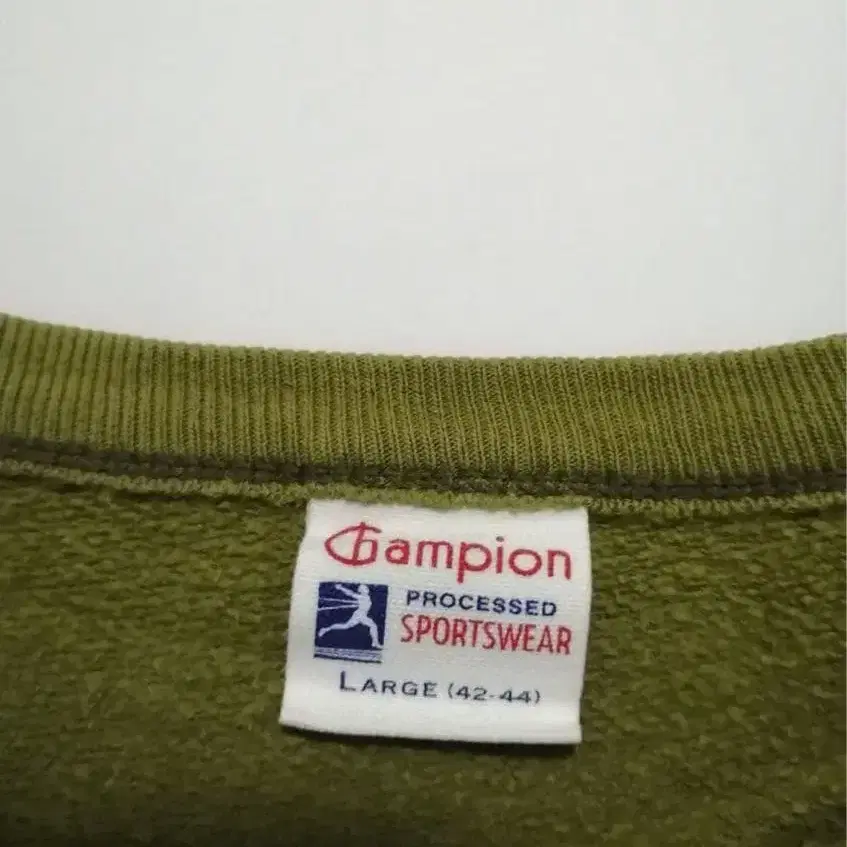 Champion
PROCESSED
SPORTSWEAR
LARGE (42-44)